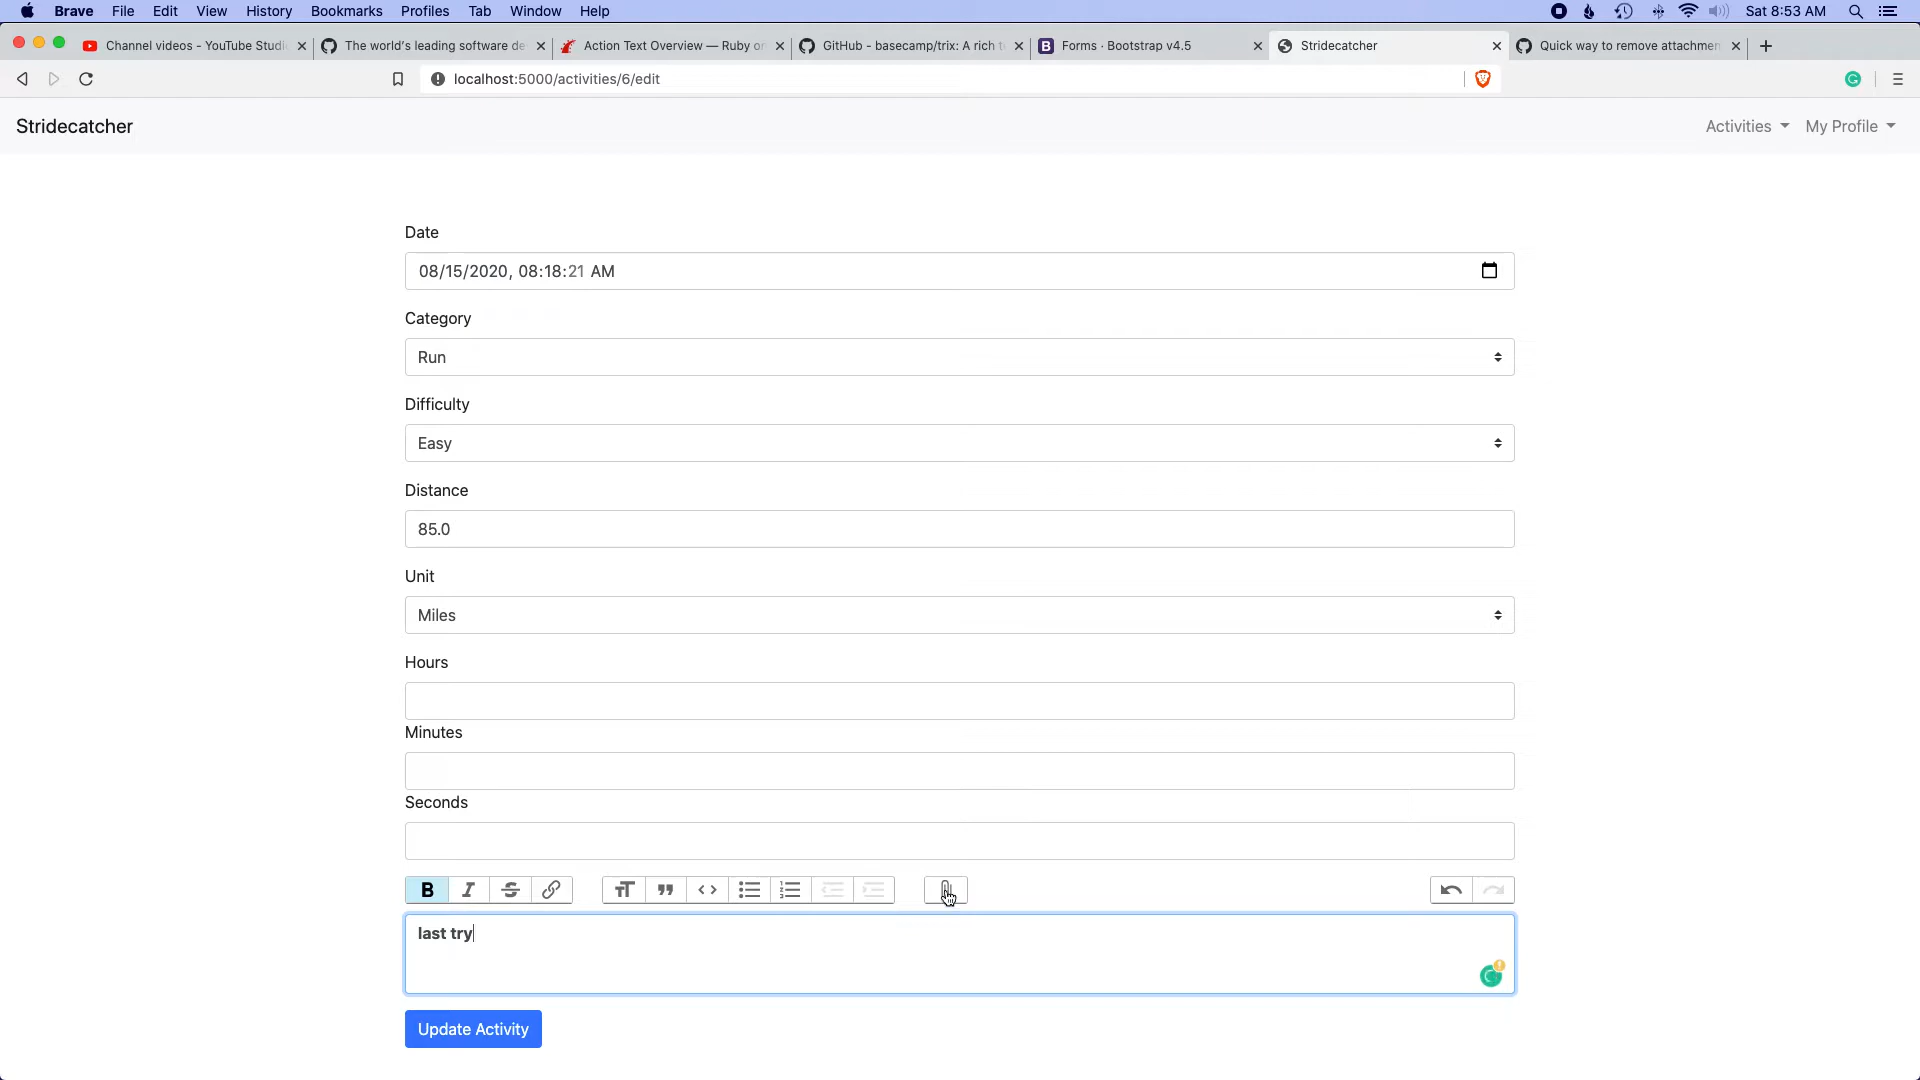 Brave File Edit View History Bookmarks Profiles Tab Window Help Sat 8:53 AM
Channel videos - YouTube Studi The world's leading software de Action Text Overview — Ruby or GitHub - basecamp/trix: A rich t Forms · Bootstrap v4.5 Stridecatcher Quick way to remove attachmen
localhost:5000/activities/6/edit
Stridecatcher Activities My Profile
Date
08/15/2020, 08:18:21 AM
Category
Run
Difficulty
Easy
Distance
85.0
Unit
Miles
Hours
Minutes
Seconds
B I S
last try
Update Activity